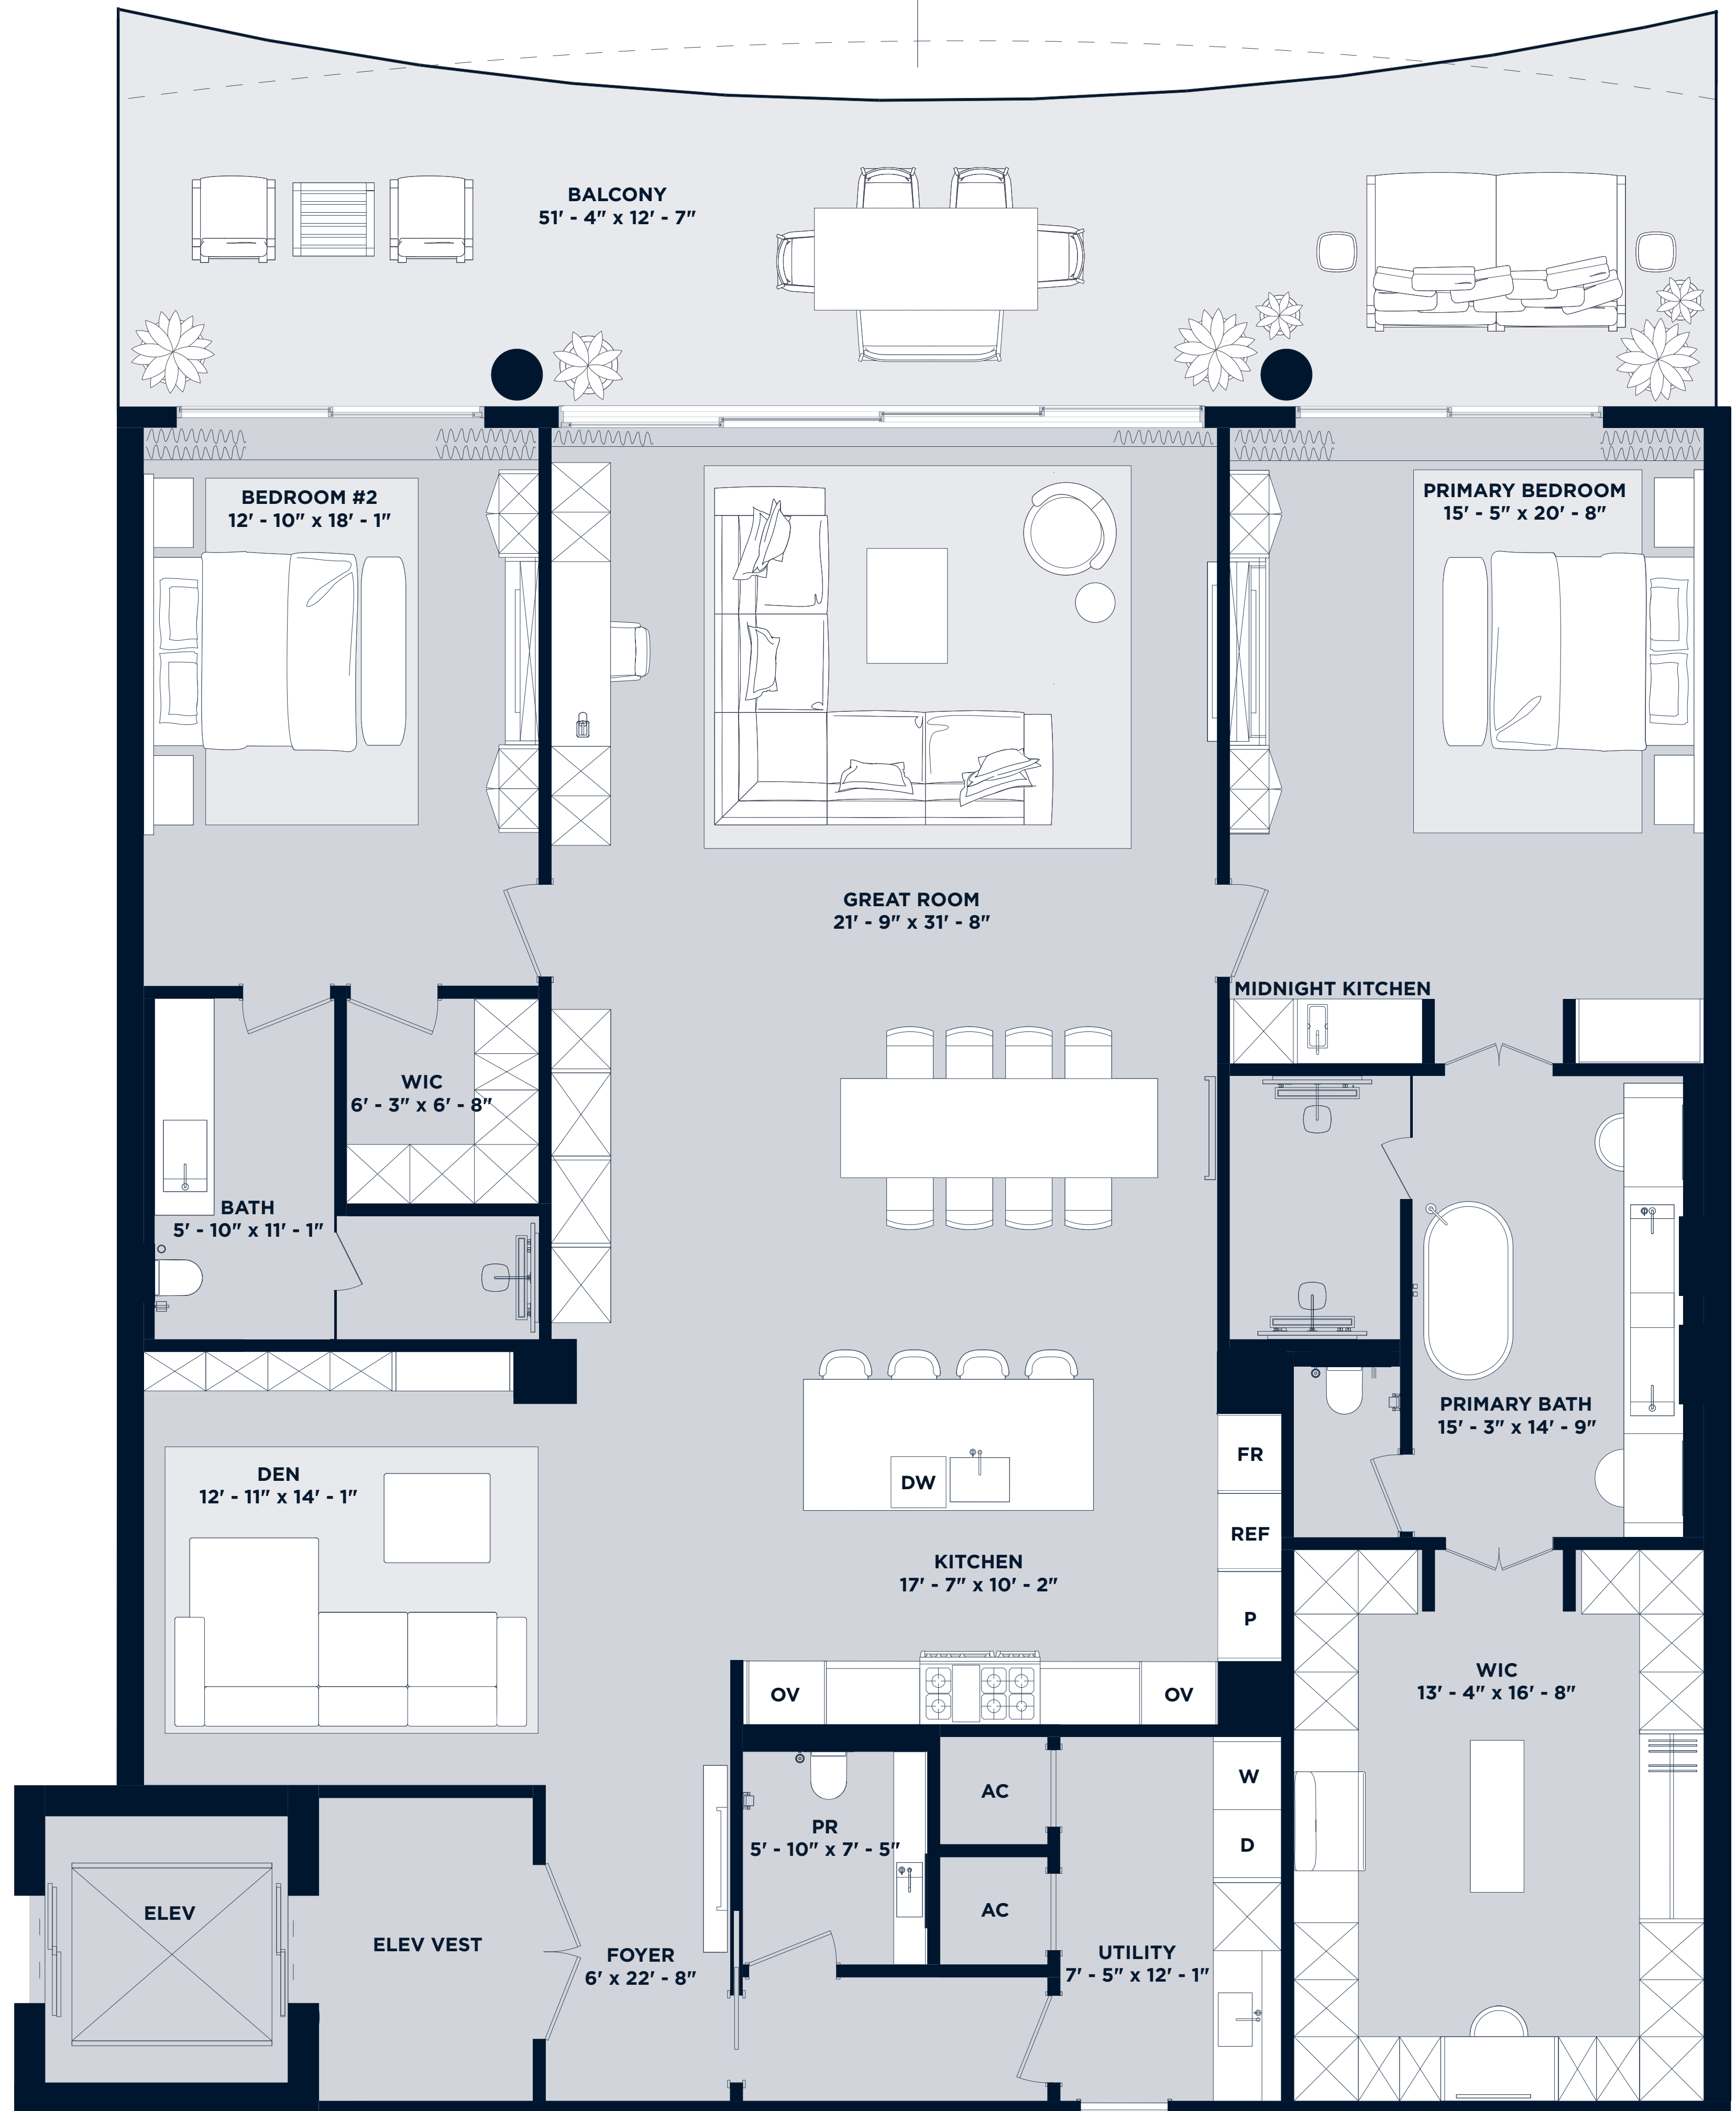 BALCONY
51' - 4" x 12' - 7"
BEDROOM #2
12' - 10" x 18' - 1"
PRIMARY BEDROOM
15' - 5" x 20' - 8"
GREAT ROOM
21' - 9" x 31' - 8"
MIDNIGHT KITCHEN
WIC
6' - 3" x 6' - 8"
BATH
5' - 10" x 11' - 1"
PRIMARY BATH
15' - 3" x 14' - 9"
DEN
12' - 11" x 14' - 1"
DW
FR
REF
P
KITCHEN
17' - 7" x 10' - 2"
OV
OV
WIC
13' - 4" x 16' - 8"
AC
W
PR
5' - 10" x 7' - 5"
D
AC
ELEV
ELEV VEST
FOYER
6' x 22' - 8"
UTILITY
7' - 5" x 12' - 1"